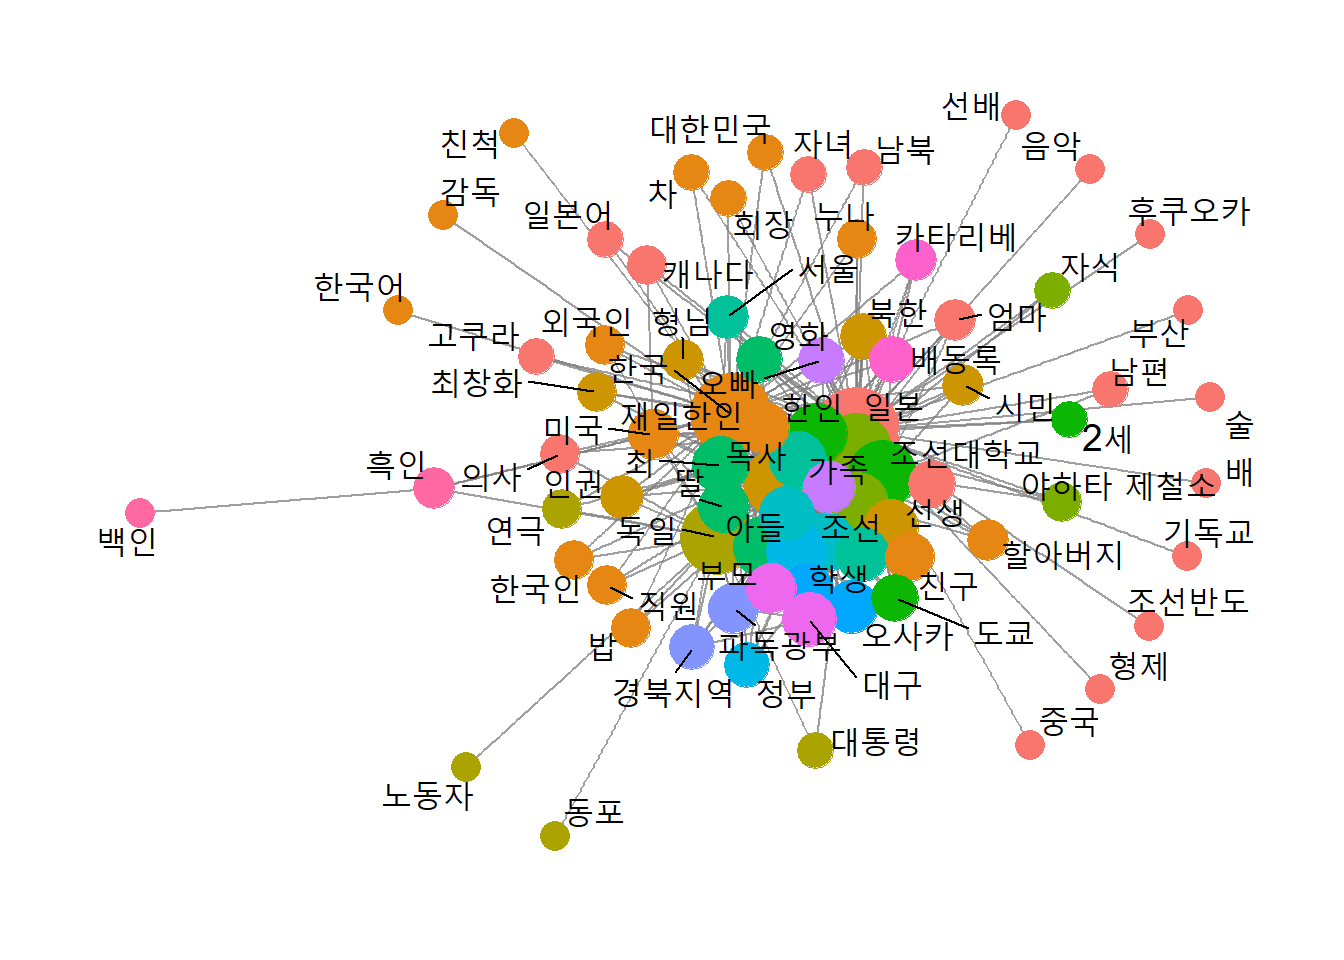 선배
대한민국
친척
자녀
남북
음악
감독
차
일본어
회장
누나
카타리베
후쿠오카
한국어
캐나다
서울
자식
고쿠라
외국인
형님
영화
북한
엄마
부산
최창화
한국
오빠
배동록
남편
미국
재일한인
하인
일본
시민
2세
술
흑인
의사
인권
최
목사
딸
가족
조선대학교
야하타 제철소
배
백인
연극
독일
아들
조선
선생
할아버지
기독교
한국인
직원
부모
학생
친구
조선반도
밥
파독광부
오사카
도쿄
경북지역
정부
대구
형제
중국
대통령
노동자
동포